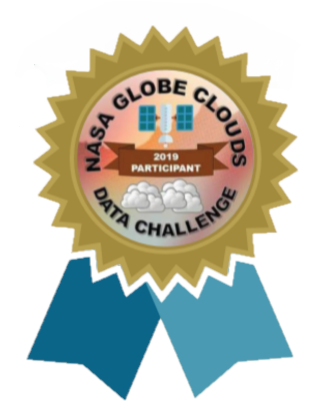 NASA GLOBE CLOUDS
2019
PARTICIPANT
DATA CHALLENGE